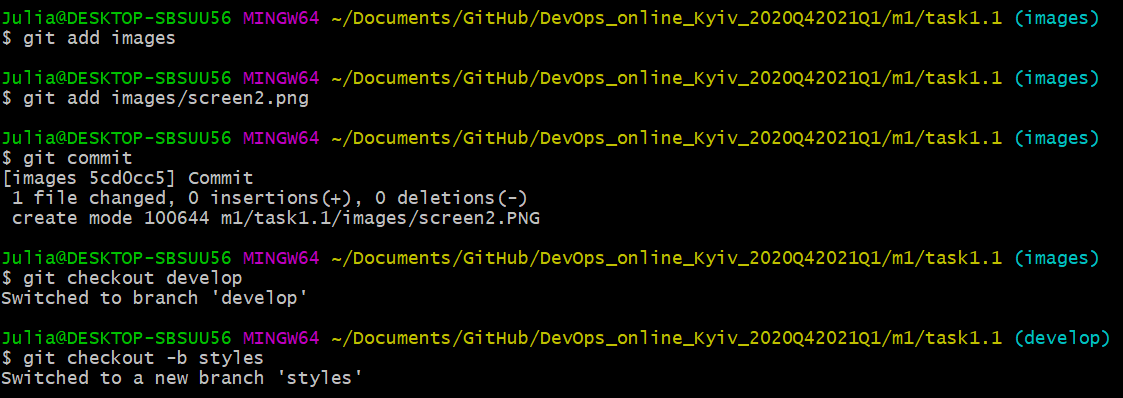 Julia@DESKTOP-SBSUU56 MINGW64 ~/Documents/GitHub/DevOps_online_Kyiv_2020Q42021Q1/m1/task1.1 (images)
$ git add images
Julia@DESKTOP-SBSUU56 MINGW64 ~/Documents/GitHub/DevOps_online_Kyiv_2020Q42021Q1/m1/task1.1 (images)
$ git add images/screen2.png
Julia@DESKTOP-SBSUU56 MINGW64 ~/Documents/GitHub/DevOps_online_Kyiv_2020Q42021Q1/m1/task1.1 (images)
$ git commit
[images 5cd0cc5] Commit
 1 file changed, 0 insertions(+), 0 deletions(-)
 create mode 100644 m1/task1.1/images/screen2.PNG
Julia@DESKTOP-SBSUU56 MINGW64 ~/Documents/GitHub/DevOps_online_Kyiv_2020Q42021Q1/m1/task1.1 (images)
$ git checkout develop
Switched to branch 'develop'
Julia@DESKTOP-SBSUU56 MINGW64 ~/Documents/GitHub/DevOps_online_Kyiv_2020Q42021Q1/m1/task1.1 (develop)
$ git checkout -b styles
Switched to a new branch 'styles'